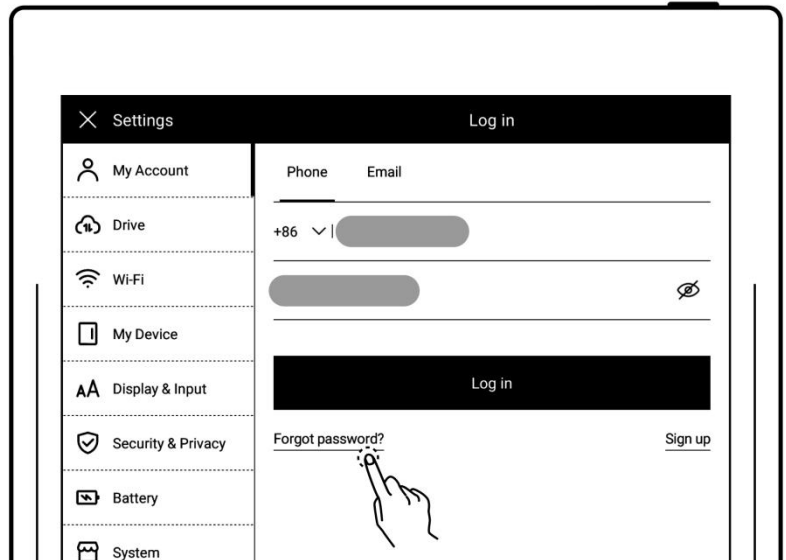 Settings
Log in
My Account
Drive
Wi-Fi
My Device
Display & Input
Security & Privacy
Battery
System
Phone Email
+86
Log in
Forgot password? Sign up